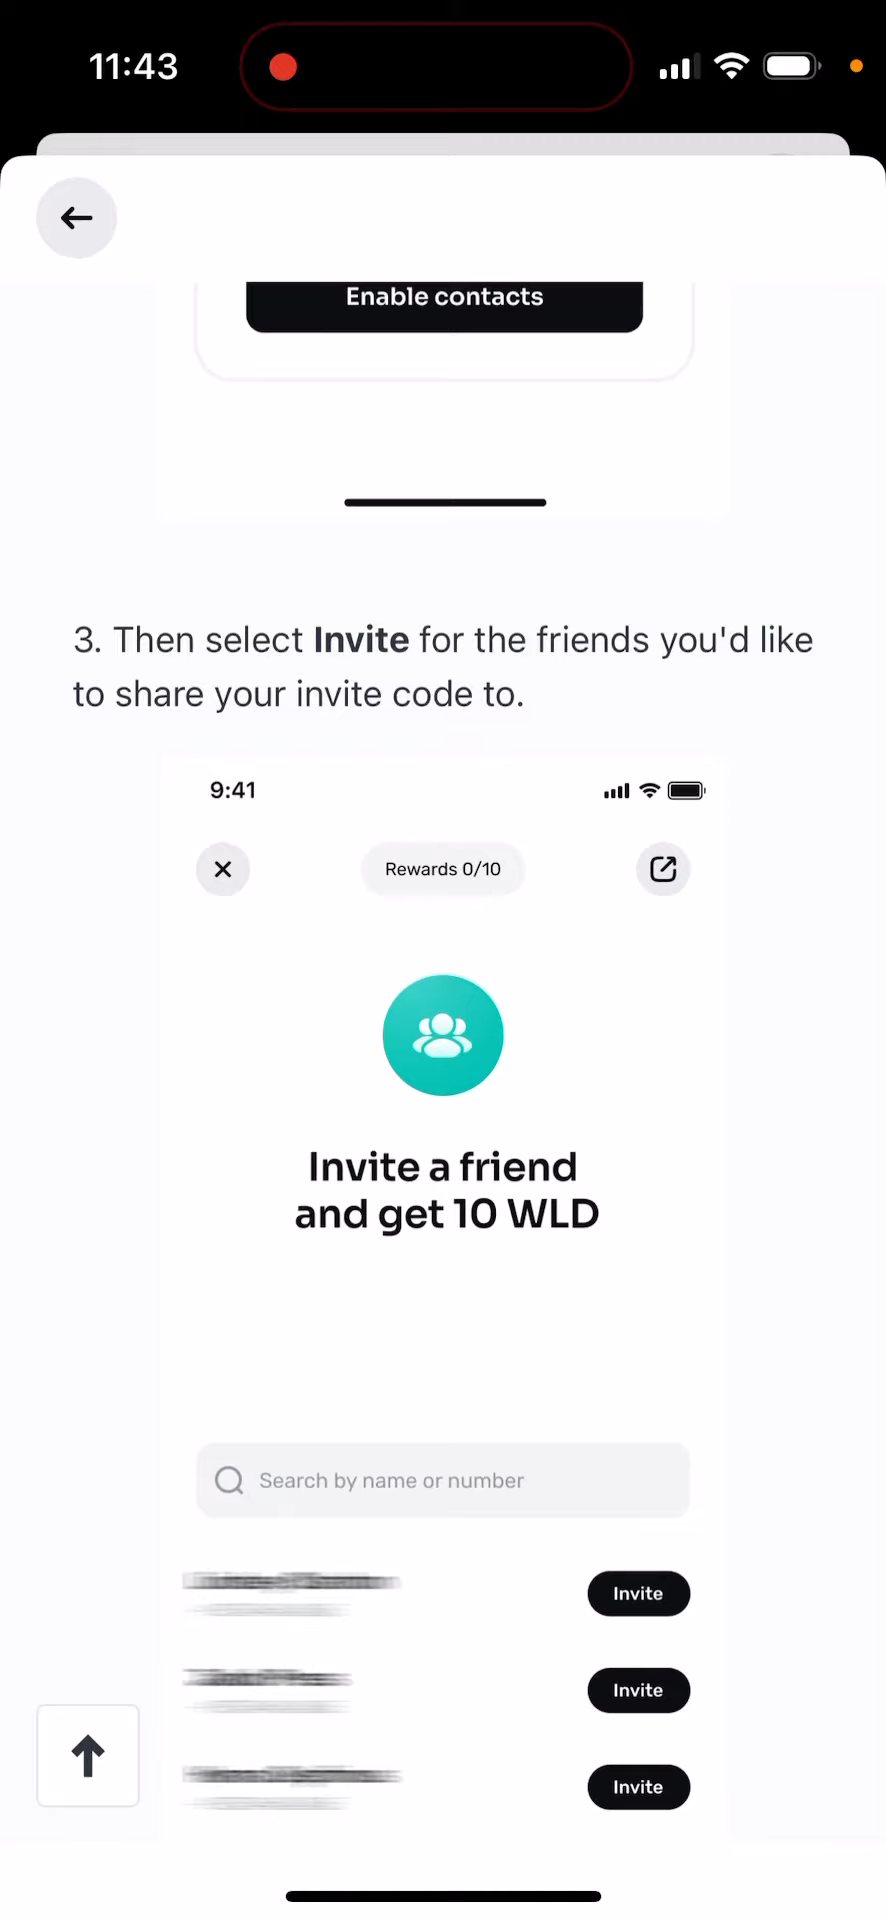 11:43
Enable contacts
3. Then select Invite for the friends you'd like
to share your invite code to.
9:41
Rewards 0/10
Invite a friend
and get 10 WLD
Search by name or number
Invite
Invite
Invite